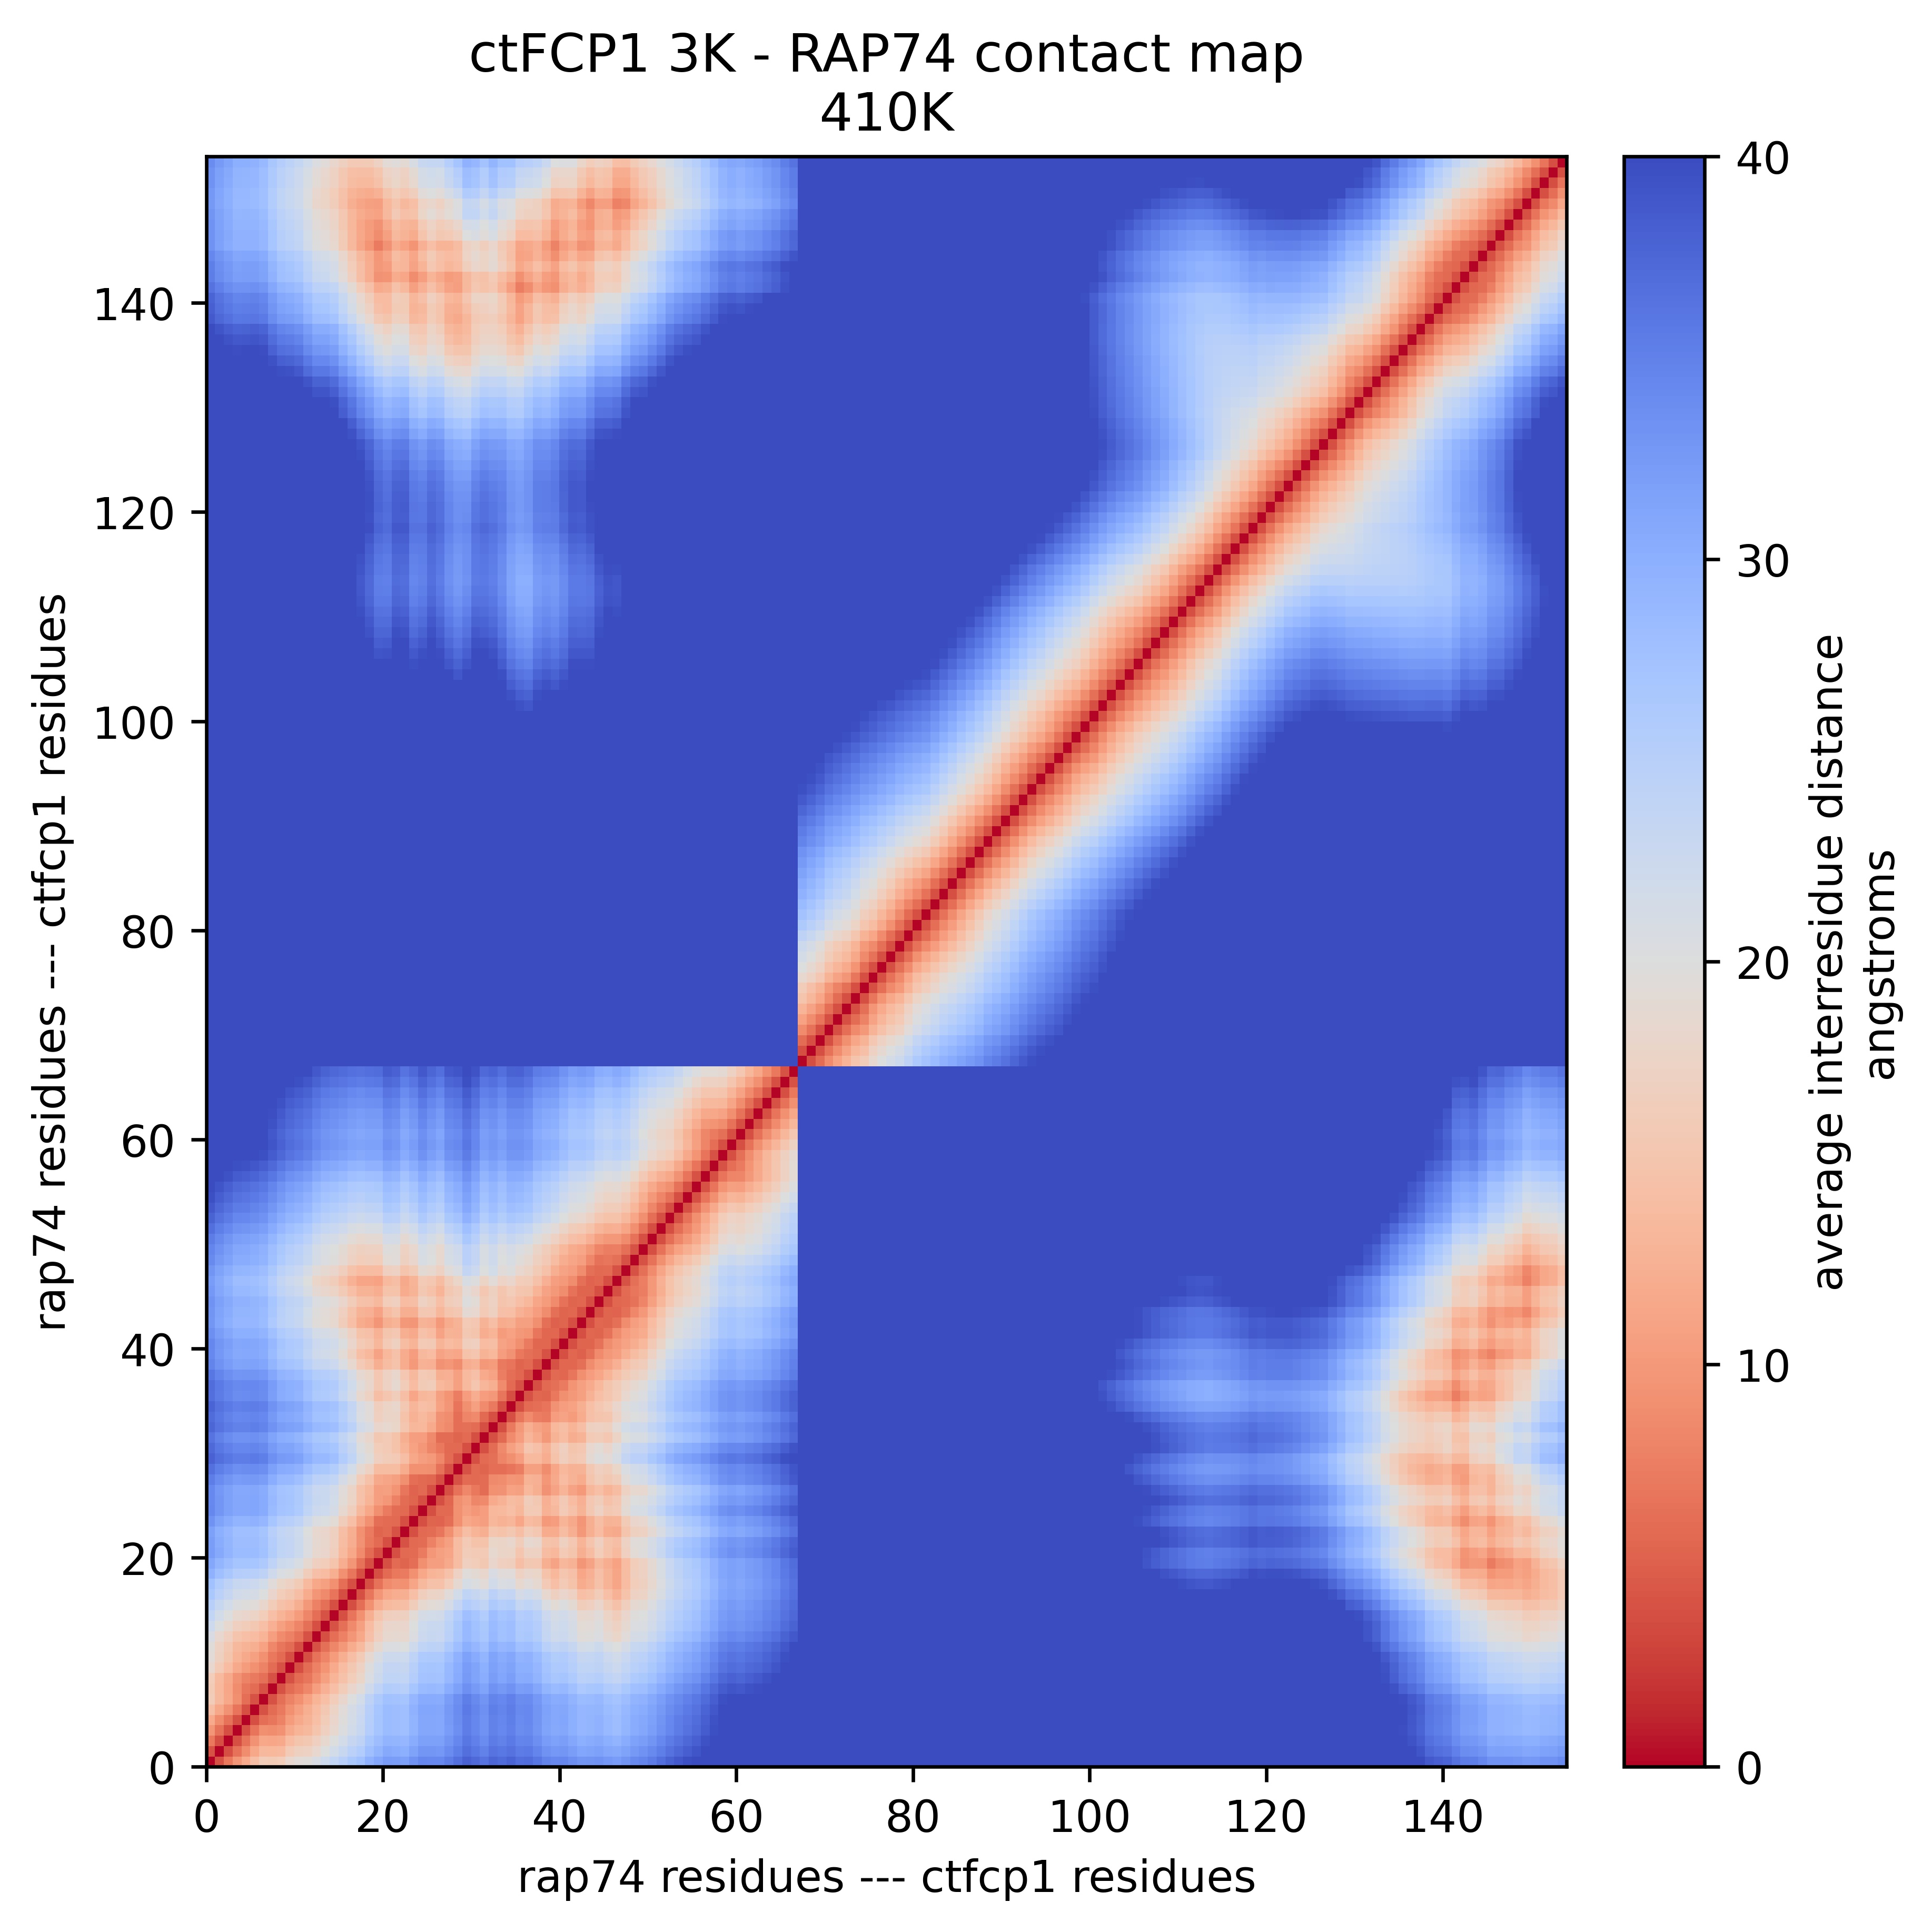 ctFCP1 3K - RAP74 contact map
410K
rap74 residues --- ctfcp1 residues
140
120
100
80
60
40
20
0
0 20 40 60 80 100 120 140
rap74 residues --- ctfcp1 residues
40
30
20
10
0
average interresidue distance
angstroms